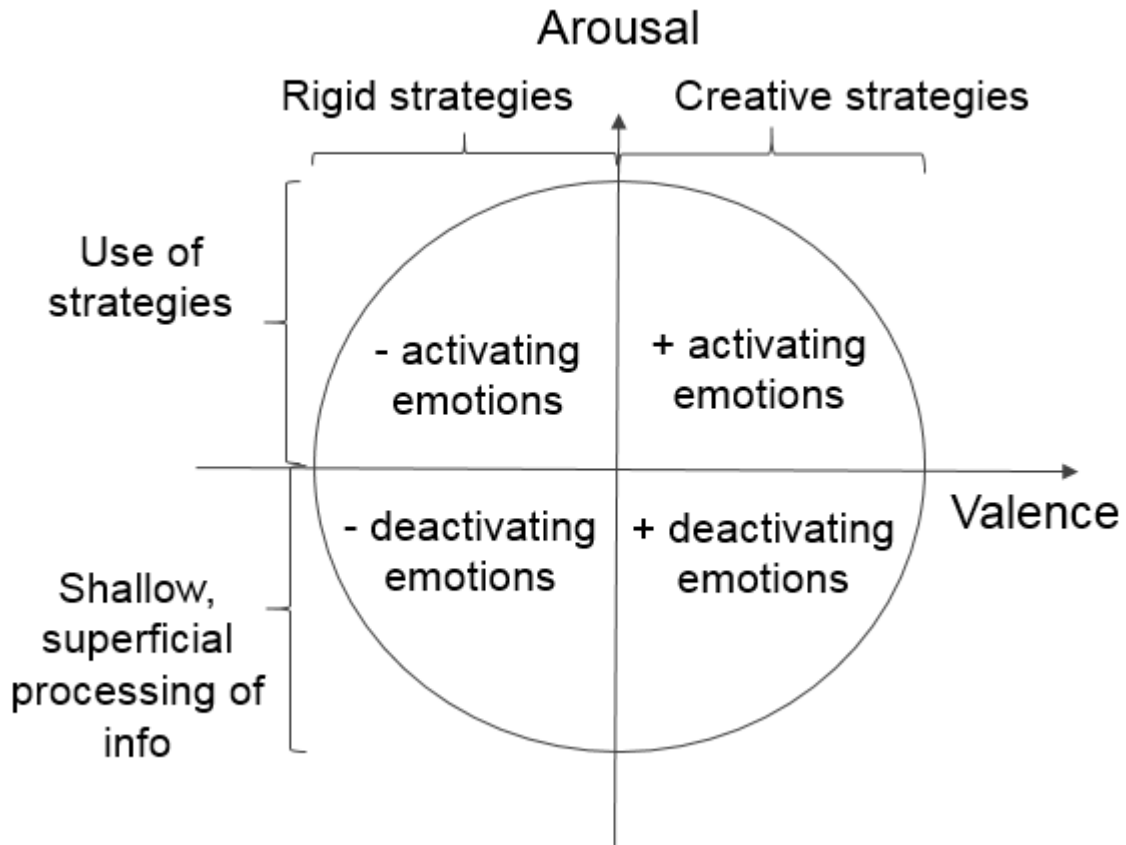 Arousal
Rigid strategies
Creative strategies
Use of
strategies
- activating
emotions
+ activating
emotions
Valence
- deactivating
emotions
+ deactivating
emotions
Shallow,
superficial
processing of
info